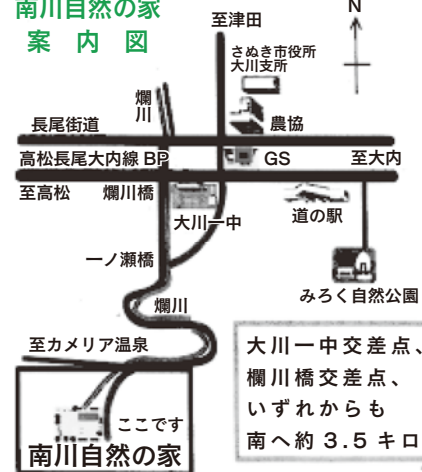 南川自然の家
案内図
至津田
N
さぬき市役所
大川支所
爛川
長尾街道
農協
高松長尾大内線 BP
GS
至大内
至高松
爛川橋
大川一中
道の駅
一ノ瀬橋
みろく自然公園
爛川
至カメリア温泉
大川一中交差点、
欄川橋交差点、
いずれからも
南へ約3.5キロ
ここです
南川自然の家